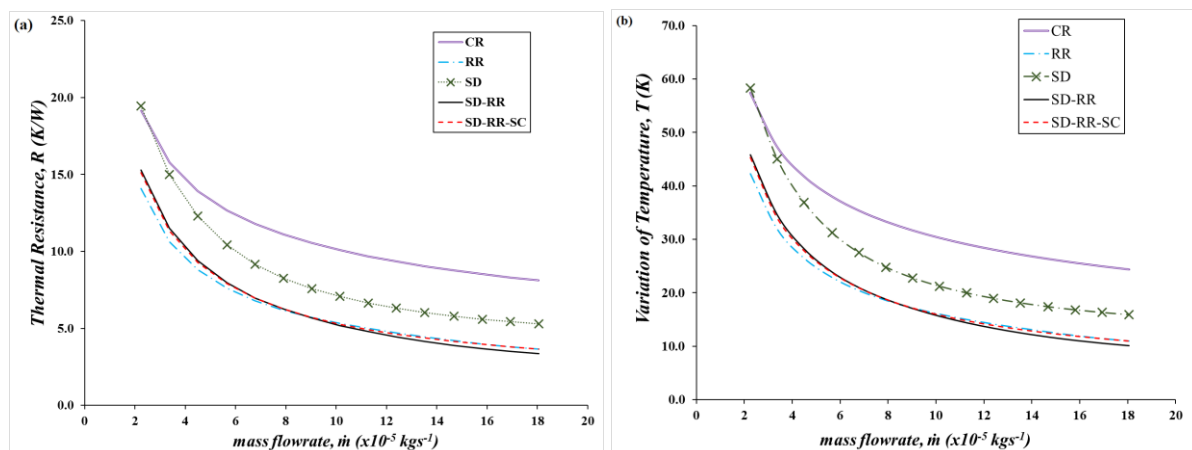 (a)
25.0
20.0
15.0
10.0
5.0
0.0
Thermal Resistance, R (K/W)
CR
RR
SD
SD-RR
SD-RR-SC
0 2 4 6 8 10 12 14 16 18 20
mass flowrate, ṁ (x10⁻⁵ kgs⁻¹)
(b)
70.0
60.0
50.0
40.0
30.0
20.0
10.0
0.0
Variation of Temperature, T (K)
CR
RR
SD
SD-RR
SD-RR-SC
0 2 4 6 8 10 12 14 16 18 20
mass flowrate, ṁ (x10⁻⁵ kgs⁻¹)